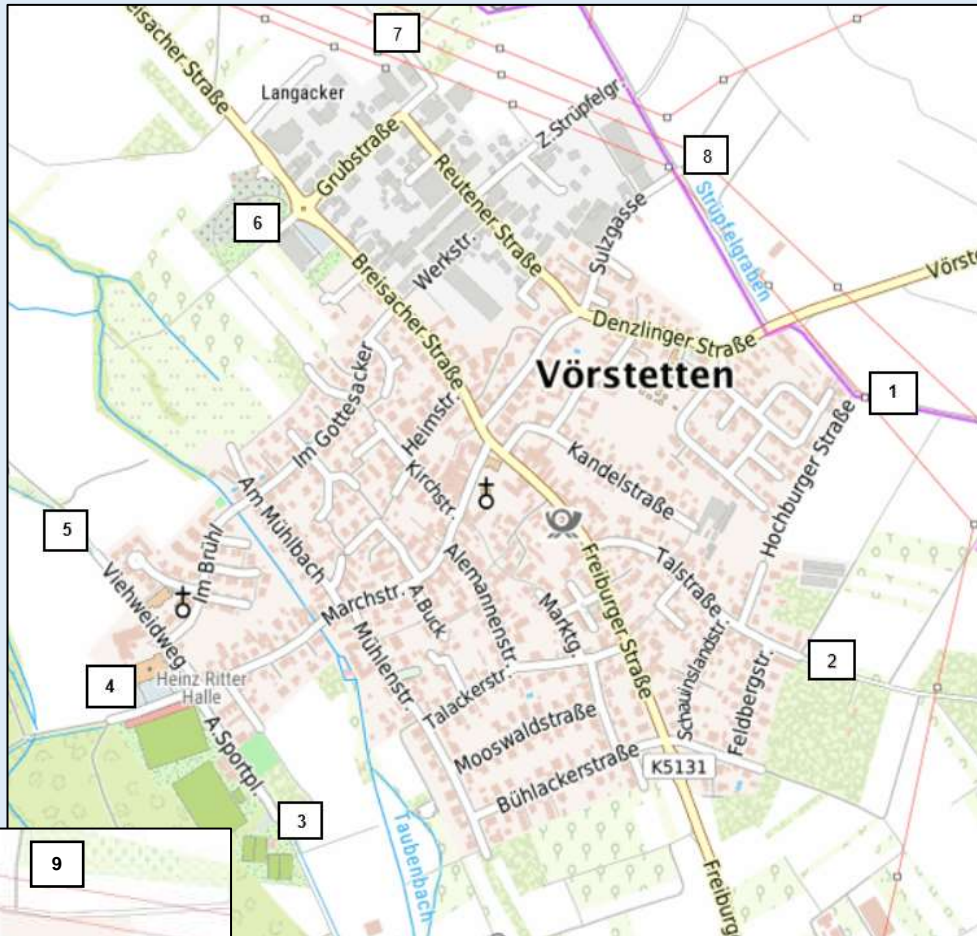 7
eisacher Straße
Langacker
Z.Strüpfelgr.
Grubstraße
8
Reutener Straße
Strüpfelgraben
6
Sulzgasse
Werkstr.
Breisacher Straße
Vörste
Denzlinger Straße
Vörstetten
1
Im Gottesacker
Heimstr.
Hochburger Straße
Kirchstr.
Kandelstraße
Am Mühlbach
5
Im Brühl
Viehweidweg
Marchstr.
A.Buck
Alemannenstr.
Marktg.
Freiburger Straße
Talstraße
2
4
Heinz Ritter
Halle
Mühlenstr.
Talackerstr.
Schauinslandstr.
Feldbergstr.
Mooswaldstraße
A.Sportpl.
Bühlackerstraße
K5131
3
Taubenbach
9
Freiburg